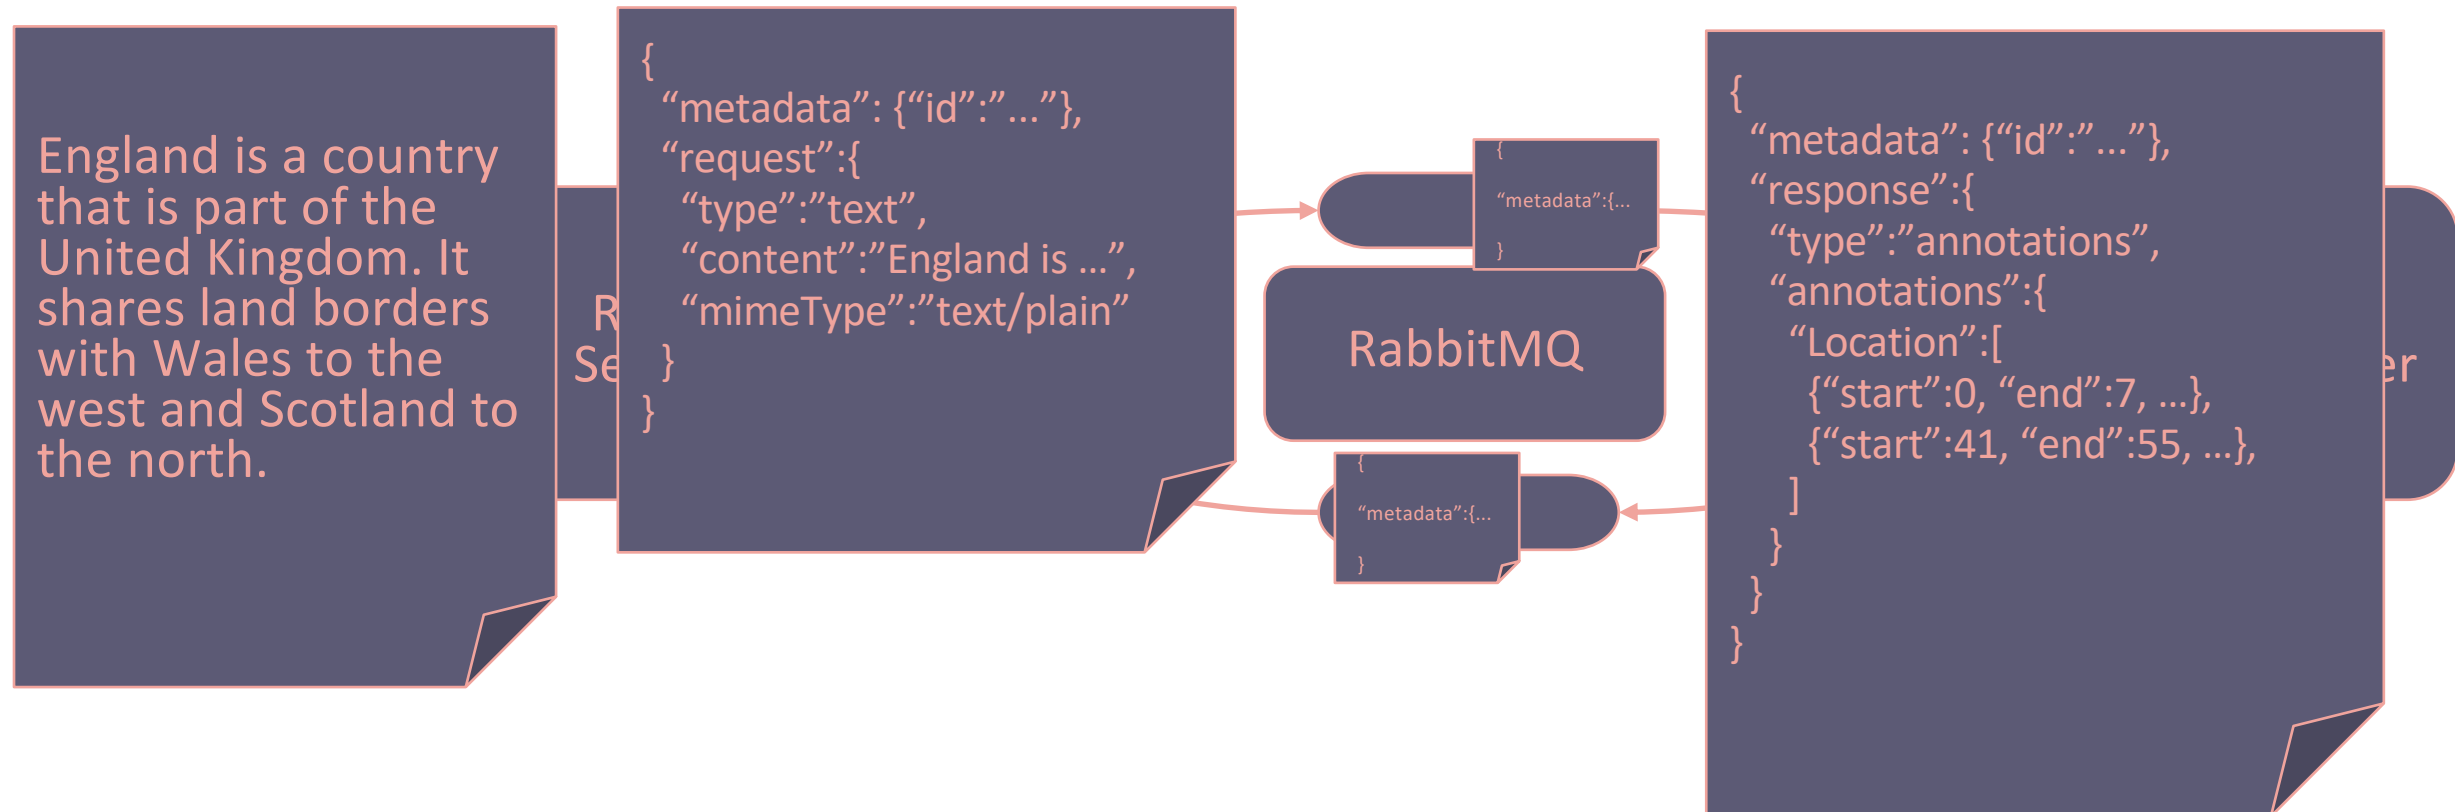 England is a country
that is part of the
United Kingdom. It
shares land borders
with Wales to the
west and Scotland to
the north.
{
“metadata”: {“id”:”...”},
“request”:{
“type”:”text”,
“content”:”England is ...”,
“mimeType”:”text/plain”
}
}
{
“metadata”:{...
}
RabbitMQ
{
“metadata”:{...
}
{
“metadata”: {“id”:”...”},
“response”:{
“type”:”annotations”,
“annotations”:{
“Location”:[
{“start”:0, “end”:7, ...},
{“start”:41, “end”:55, ...},
]
}
}
}